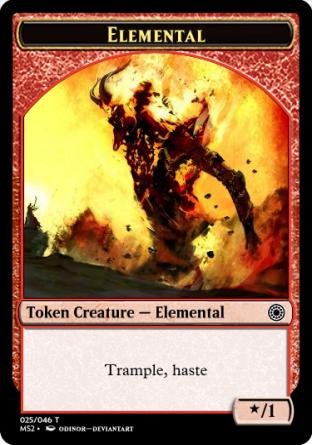 ELEMENTAL
Token Creature — Elemental
Trample, haste
★/1
025/046 T
MS2 • ODINOR—DEVIANTART